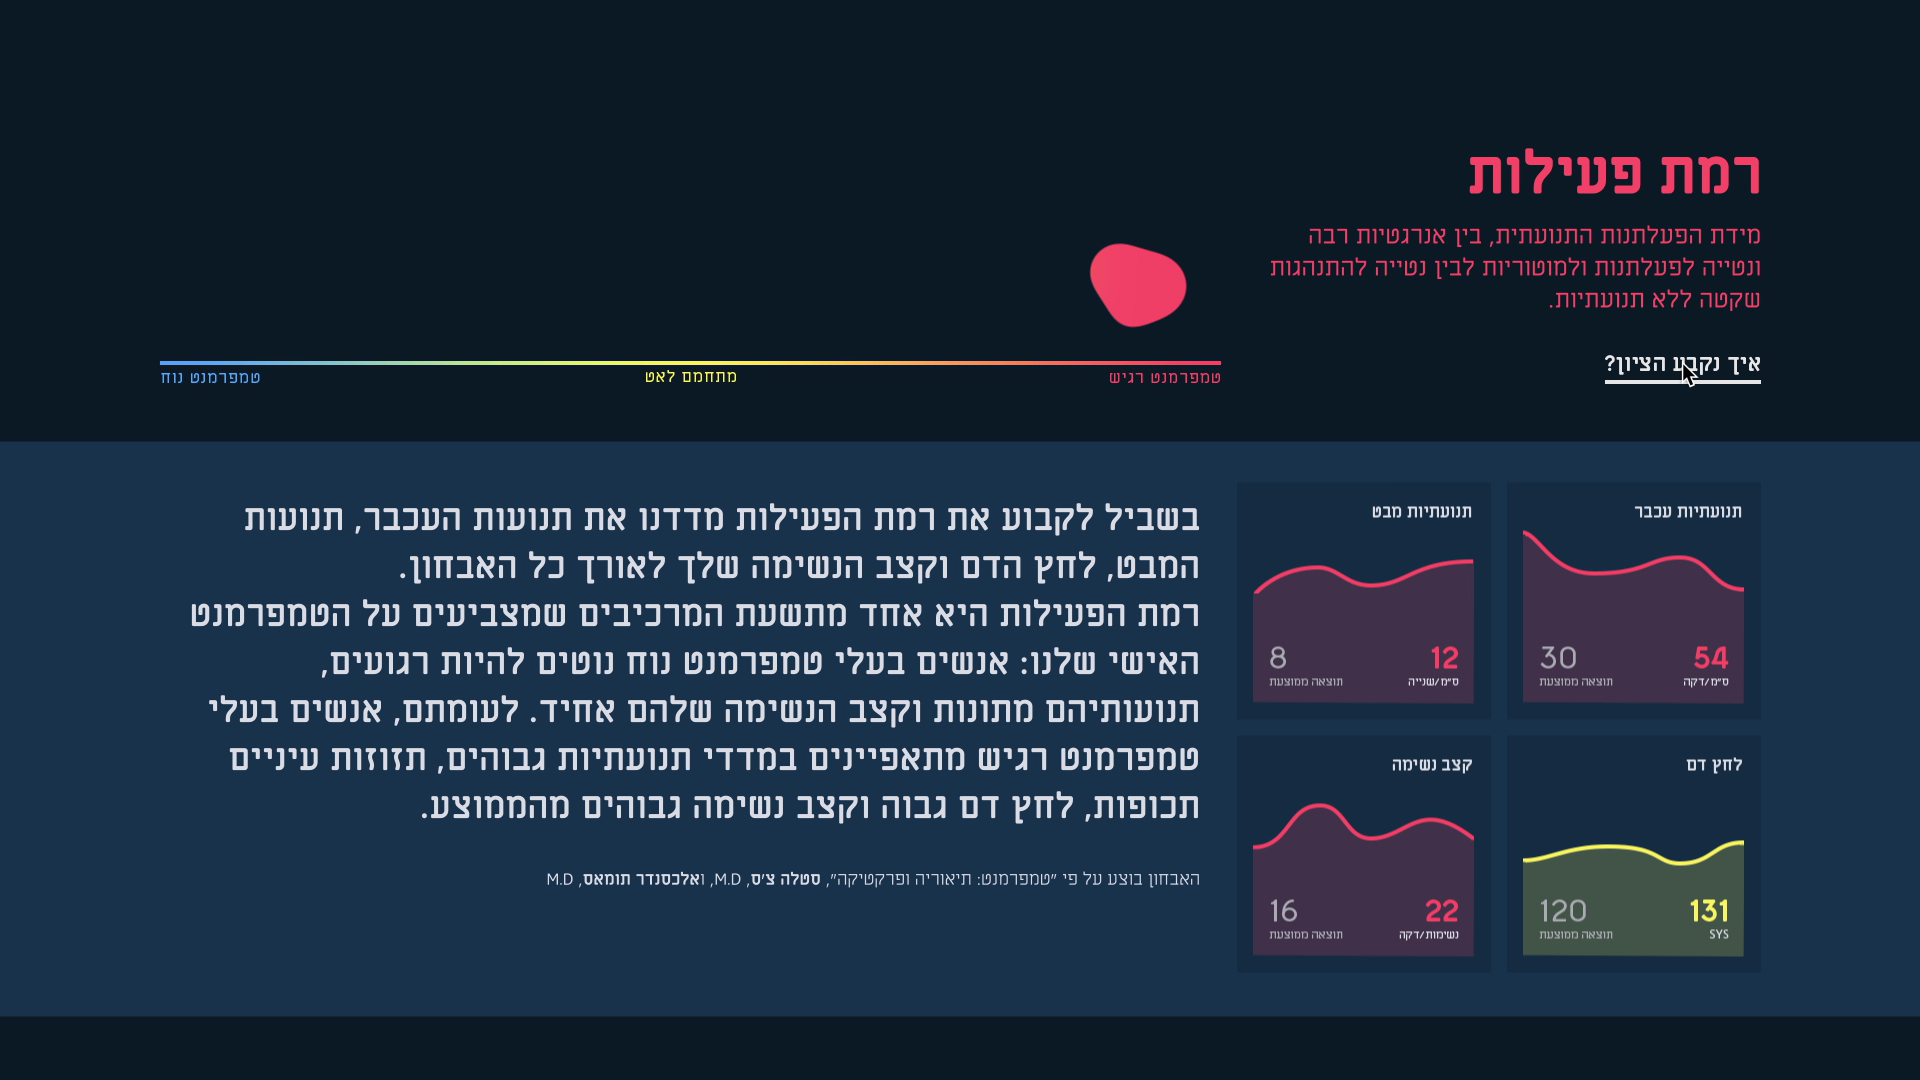 רמת פעילות
מידת הפעלתנות התנועתית, בין אנרגטיות רבה
ונטייה לפעלתנות ולמוטוריות לבין נטייה להתנהגות
שקטה ללא תנועתיות.
איך נקבע הציון?
טמפרמנט רגיש
מתחמם לאט
טמפרמנט נוח
תנועתיות עכבר
54
ס"מ/דקה
30
תוצאה ממוצעת
תנועתיות מבט
12
ס"מ/שנייה
8
תוצאה ממוצעת
לחץ דם
131
SYS
120
תוצאה ממוצעת
קצב נשימה
22
נשימות/דקה
16
תוצאה ממוצעת
בשביל לקבוע את רמת הפעילות מדדנו את תנועות העכבר, תנועות
המבט, לחץ הדם וקצב הנשימה שלך לאורך כל האבחון.
רמת הפעילות היא אחד מתשעת המרכיבים שמצביעים על הטמפרמנט
האישי שלנו: אנשים בעלי טמפרמנט נוח נוטים להיות רגועים,
תנועותיהם מתונות וקצב הנשימה שלהם אחיד. לעומתם, אנשים בעלי
טמפרמנט רגיש מתאפיינים במדדי תנועתיות גבוהים, תזוזות עיניים
תכופות, לחץ דם גבוה וקצב נשימה גבוהים מהממוצע.
האבחון בוצע על פי "טמפרמנט: תיאוריה ופרקטיקה", סטלה צ'ס, M.D, ואלכסנדר תומאס, M.D